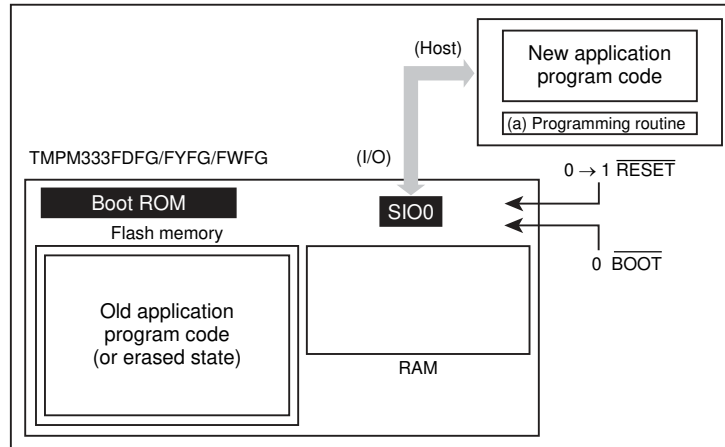 (Host)
New application
program code
(a) Programming routine
TMPM333FDFG/FYFG/FWFG
(I/O)
0 → 1 RESET
Boot ROM
SIO0
Flash memory
0 BOOT
Old application
program code
(or erased state)
RAM